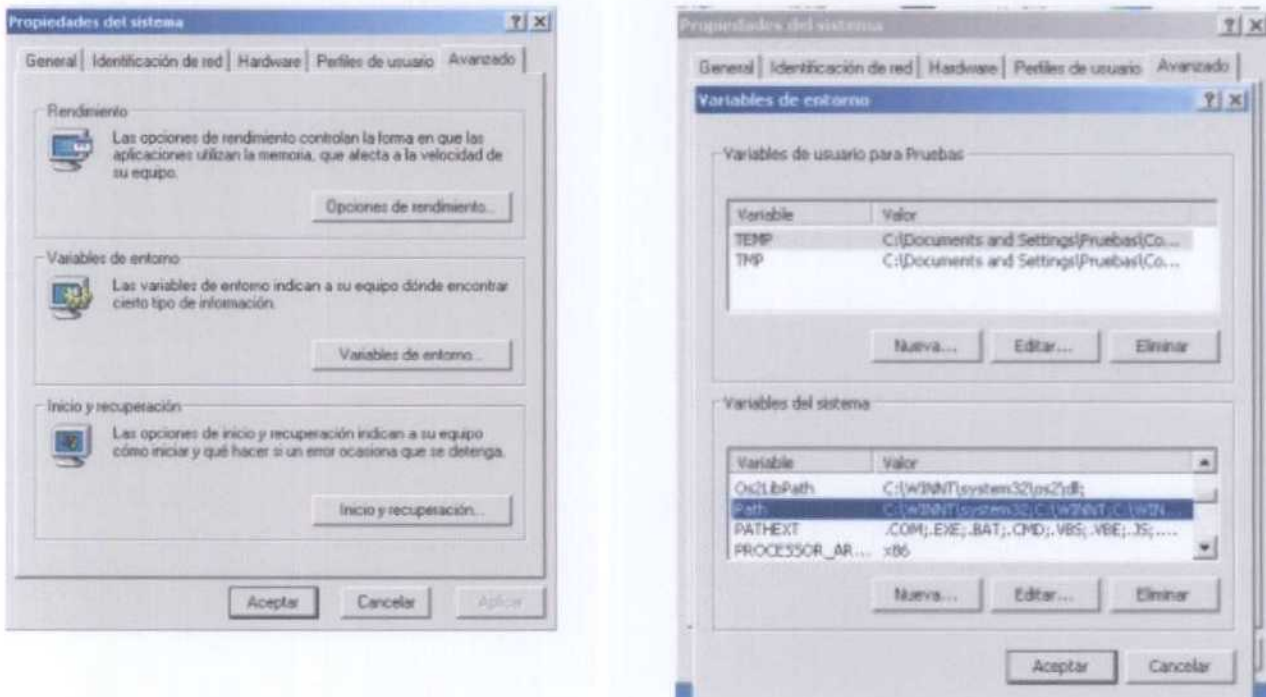 Propiedades del sistema
General Identificación de red Hardware Perfiles de usuario Avanzado
Rendimiento
Las opciones de rendimiento controlan la forma en que las
aplicaciones utilizan la memoria, que afecta a la velocidad de
su equipo.
Opciones de rendimiento...
Variables de entorno
Las variables de entorno indican a su equipo dónde encontrar
cierto tipo de información.
Variables de entorno...
Inicio y recuperación
Las opciones de inicio y recuperación indican a su equipo
cómo iniciar y qué hacer si un error ocasiona que se detenga.
Inicio y recuperación...
Aceptar Cancelar Aplicar
Propiedades del sistema
General Identificación de red Hardware Perfiles de usuario Avanzado
Variables de entorno
Variables de usuario para Pruebas
Variable Valor
TEMP C:\Documents and Settings\Pruebas\Co...
TMP C:\Documents and Settings\Pruebas\Co...
Nueva... Editar... Eliminar
Variables del sistema
Variable Valor
Os2LibPath C:\WINNT\system32\os2\dll;
Path C:\WINNT\system32;C:\WINNT;C:\WIN...
PATHEXT .COM;.EXE;.BAT;.CMD;.VBS;.VBE;.JS;....
PROCESSOR_AR... x86
Nueva... Editar... Eliminar
Aceptar Cancelar